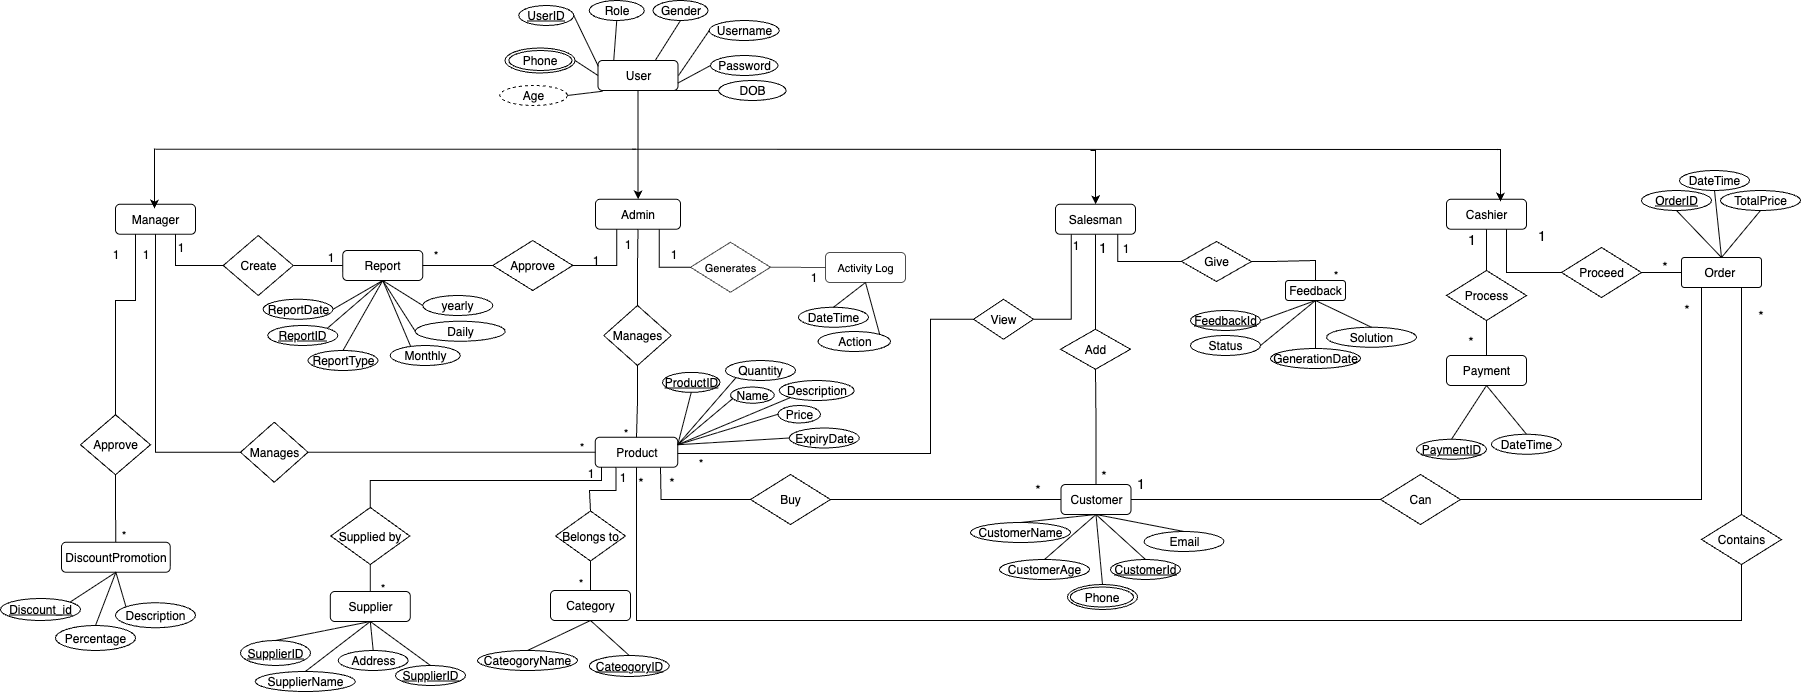 UserID
Role
Gender
Username
Phone
User
Password
Age
DOB
DateTime
OrderID
TotalPrice
Manager
Admin
Salesman
Cashier
1
1
1
1
1
1
1
1
1
1
Create
1
Report
*
Approve
1
Generates
1
Activity Log
Give
*
Feedback
Proceed
*
Order
ReportDate
yearly
ReportID
Daily
ReportType
Monthly
DateTime
Action
Manages
View
Add
FeedbackId
Status
GenerationDate
Solution
Process
*
*
*
Payment
ProductID
Quantity
Name
Description
Price
ExpiryDate
PaymentID
DateTime
Approve
Manages
*
*
Product
*
1
1
*
*
Buy
*
*
Customer
1
Can
Supplied by
Belongs to
CustomerName
Email
CustomerAge
CustomerId
Phone
Contains
*
DiscountPromotion
*
*
Supplier
Category
Discount_id
Description
Percentage
SupplierID
Address
SupplierName
SupplierID
CateogoryName
CateogoryID